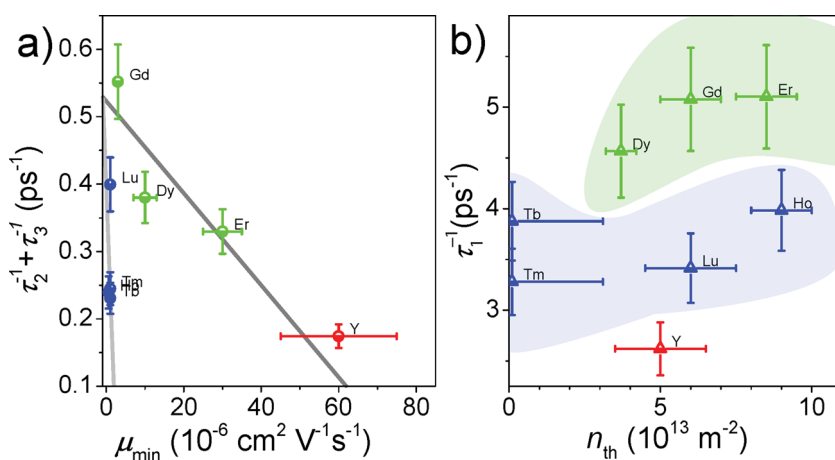 a)
0.6
0.5
0.4
0.3
0.2
0.1
τ₂⁻¹+τ₃⁻¹ (ps⁻¹)
Gd
Lu
Dy
Er
Tm
Tb
Y
0 20 40 60 80
μmin (10⁻⁶ cm² V⁻¹s⁻¹)
b)
5
4
3
τ₁⁻¹(ps⁻¹)
Gd
Er
Dy
Ho
Tb
Lu
Tm
Y
0 5 10
nth (10¹³ m⁻²)